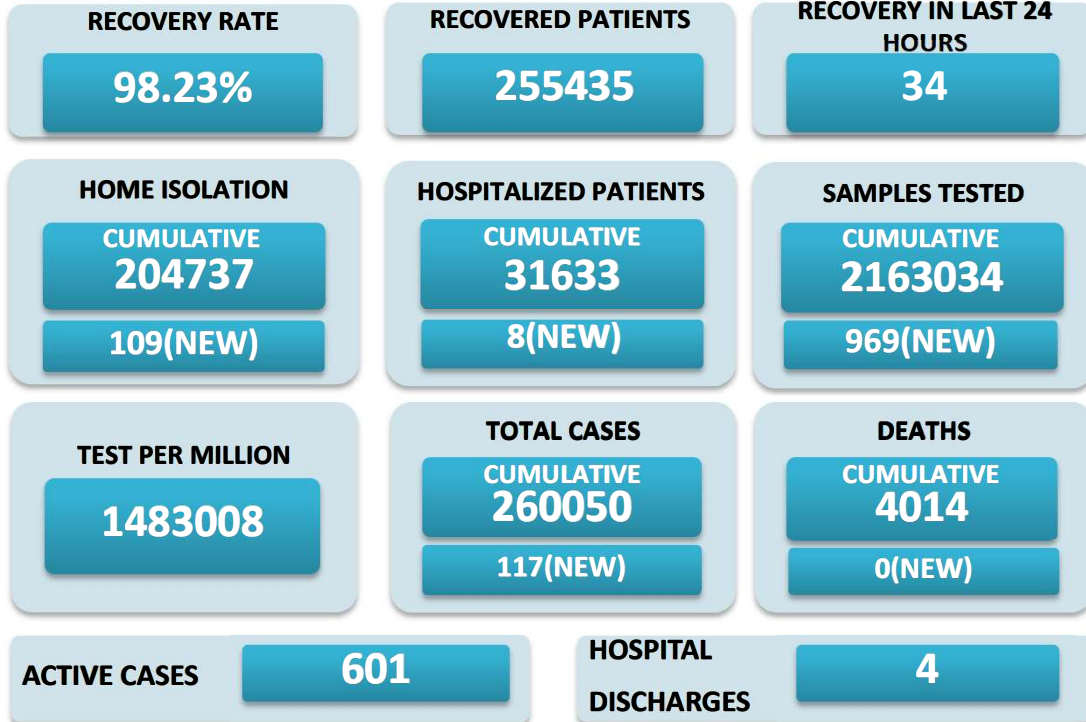 RECOVERY RATE
98.23%
RECOVERED PATIENTS
255435
RECOVERY IN LAST 24
HOURS
34
HOME ISOLATION
CUMULATIVE
204737
109(NEW)
HOSPITALIZED PATIENTS
CUMULATIVE
31633
8(NEW)
SAMPLES TESTED
CUMULATIVE
2163034
969(NEW)
TEST PER MILLION
1483008
TOTAL CASES
CUMULATIVE
260050
117(NEW)
DEATHS
CUMULATIVE
4014
0(NEW)
ACTIVE CASES
601
HOSPITAL
DISCHARGES
4